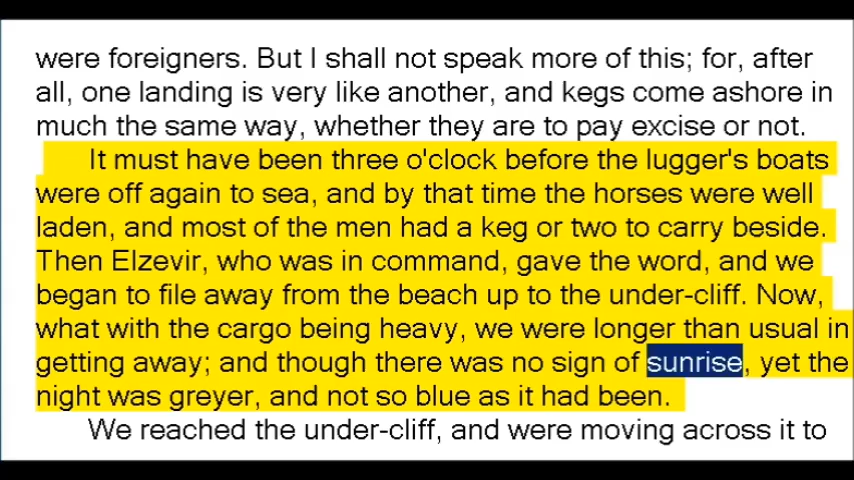 were foreigners. But I shall not speak more of this; for, after
all, one landing is very like another, and kegs come ashore in
much the same way, whether they are to pay excise or not.
It must have been three o'clock before the lugger's boats
were off again to sea, and by that time the horses were well
laden, and most of the men had a keg or two to carry beside.
Then Elzevir, who was in command, gave the word, and we
began to file away from the beach up to the under-cliff. Now,
what with the cargo being heavy, we were longer than usual in
getting away; and though there was no sign of sunrise, yet the
night was greyer, and not so blue as it had been.
We reached the under-cliff, and were moving across it to